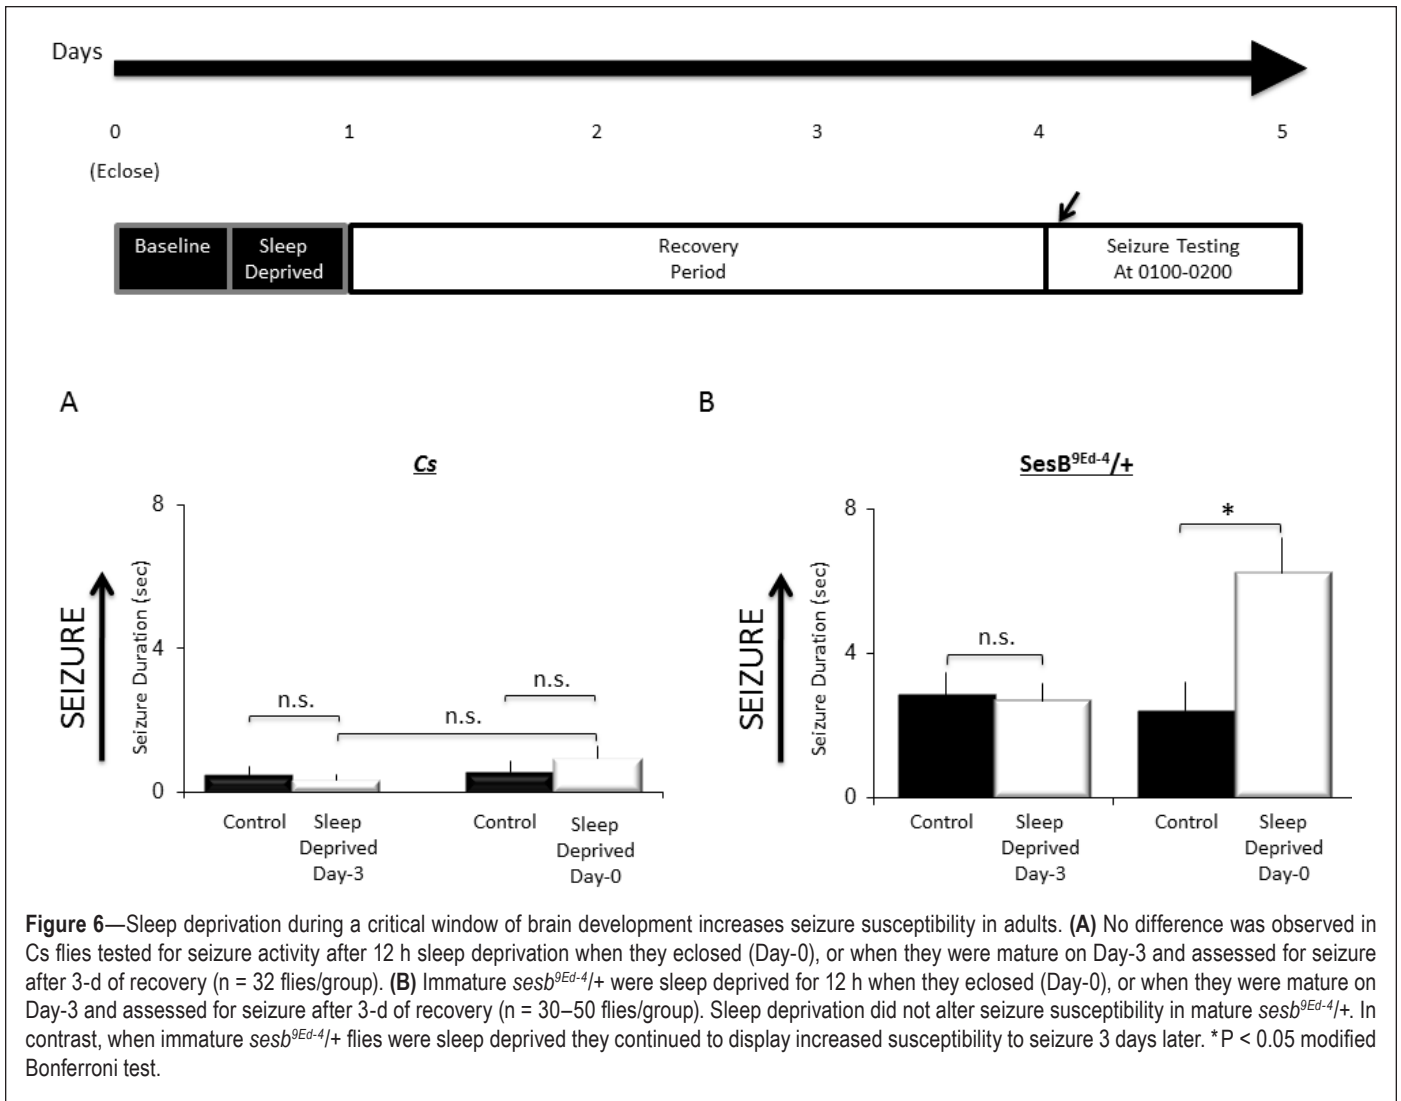 Days
0 1 2 3 4 5
(Eclose)
Baseline
Sleep
Deprived
Recovery
Period
Seizure Testing
At 0100-0200
A
Cs
8
4
0
SEIZURE
Seizure Duration (sec)
n.s.
n.s.
n.s.
Control
Sleep
Deprived
Day-3
Control
Sleep
Deprived
Day-0
B
SesB9Ed-4/+
8
4
0
SEIZURE
Seizure Duration (sec)
n.s.
*
Control
Sleep
Deprived
Day-3
Control
Sleep
Deprived
Day-0
Figure 6—Sleep deprivation during a critical window of brain development increases seizure susceptibility in adults. (A) No difference was observed in
Cs flies tested for seizure activity after 12 h sleep deprivation when they eclosed (Day-0), or when they were mature on Day-3 and assessed for seizure
after 3-d of recovery (n = 32 flies/group). (B) Immature sesb9Ed-4/+ were sleep deprived for 12 h when they eclosed (Day-0), or when they were mature on
Day-3 and assessed for seizure after 3-d of recovery (n = 30–50 flies/group). Sleep deprivation did not alter seizure susceptibility in mature sesb9Ed-4/+. In
contrast, when immature sesb9Ed-4/+ flies were sleep deprived they continued to display increased susceptibility to seizure 3 days later. *P < 0.05 modified
Bonferroni test.